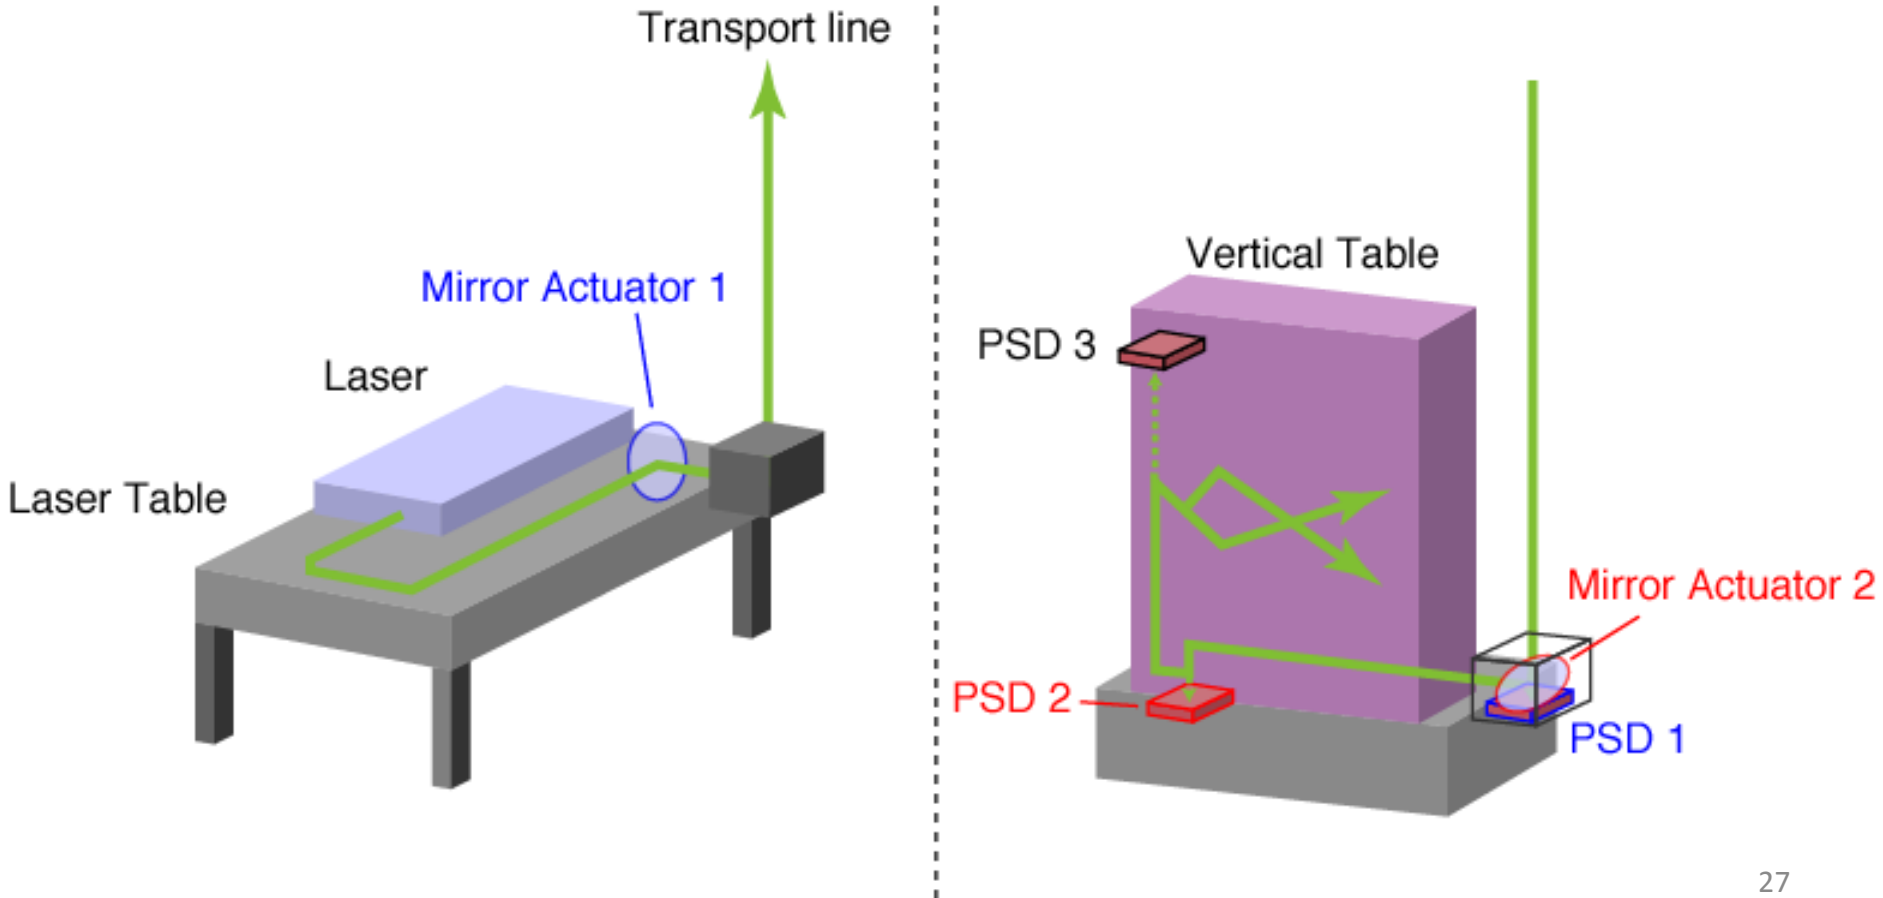 Transport line
Mirror Actuator 1
Laser
Laser Table
Vertical Table
PSD 3
Mirror Actuator 2
PSD 2
PSD 1
27